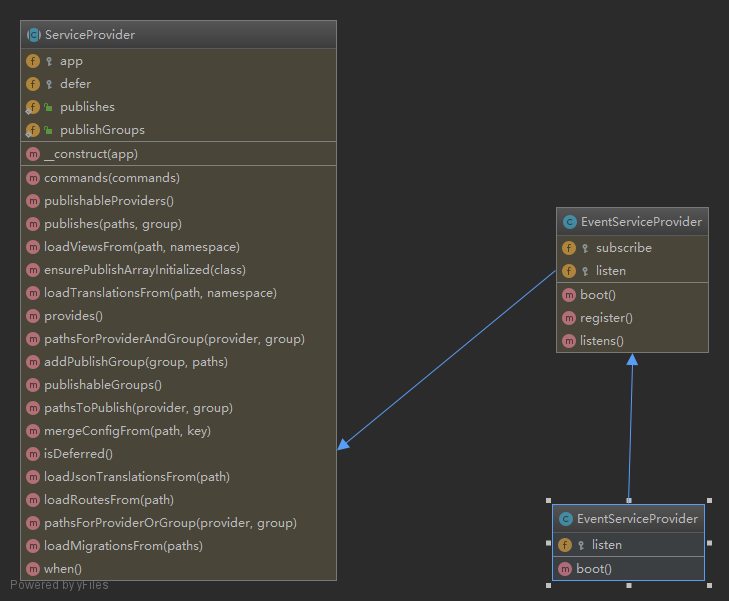 ServiceProvider
app
defer
publishes
publishGroups
__construct(app)
commands(commands)
publishableProviders()
publishes(paths, group)
loadViewsFrom(path, namespace)
ensurePublishArrayInitialized(class)
loadTranslationsFrom(path, namespace)
provides()
pathsForProviderAndGroup(provider, group)
addPublishGroup(group, paths)
publishableGroups()
pathsToPublish(provider, group)
mergeConfigFrom(path, key)
isDeferred()
loadJsonTranslationsFrom(path)
loadRoutesFrom(path)
pathsForProviderOrGroup(provider, group)
loadMigrationsFrom(paths)
when()
Powered by yFiles
EventServiceProvider
subscribe
listen
boot()
register()
listens()
EventServiceProvider
listen
boot()